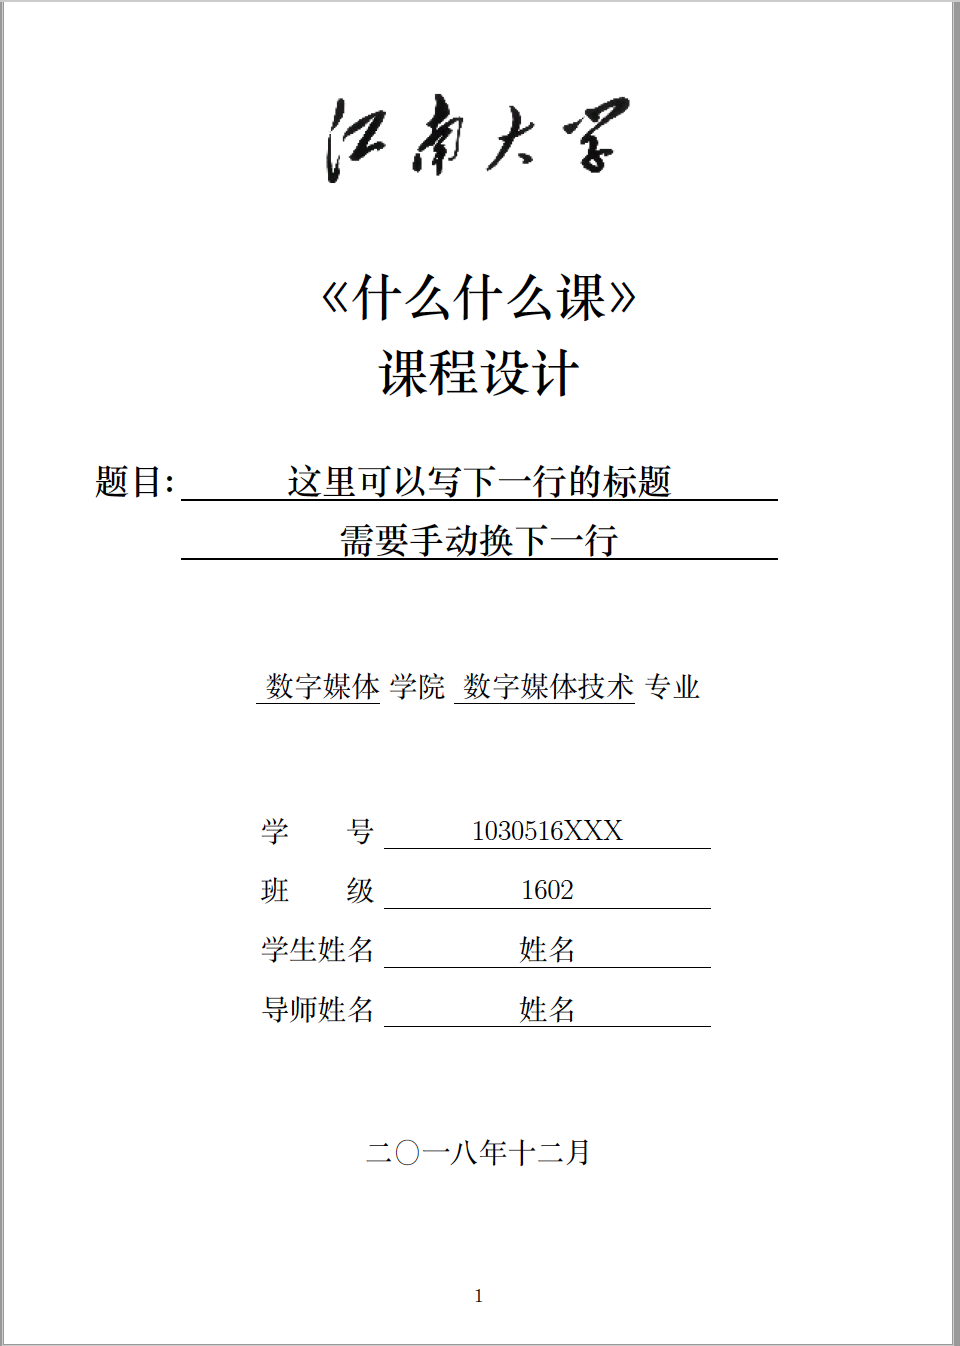 江南大学
《什么什么课》
课程设计
题目: 这里可以写下一行的标题
需要手动换下一行
数字媒体 学院 数字媒体技术 专业
学 号 1030516XXX
班 级 1602
学生姓名 姓名
导师姓名 姓名
二〇一八年十二月
1